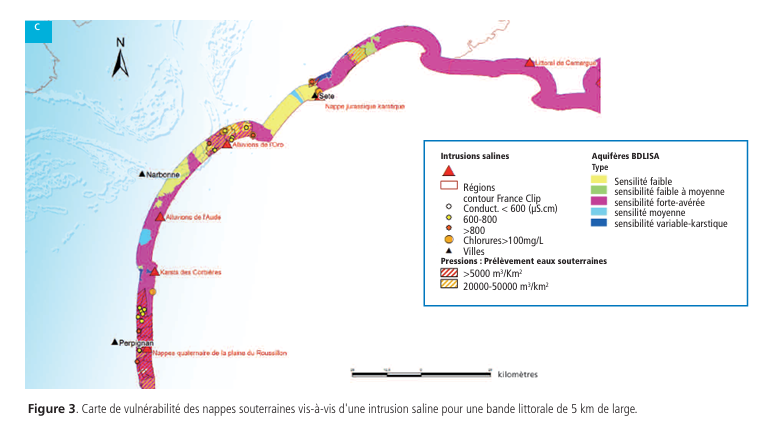 C
N
Littoral de Camargue
Sète
Nappe jurastique karstique
Alluvions de l'Orb
Narbonne
Alluvions de l'Aude
Karsts des Corbières
Perpignan
Nappes quaternaire de la plaine du Roussillon
Intrusions salines
Régions
contour France Clip
Conduct. < 600 (µS.cm)
600-800
>800
Chlorures>100mg/L
Villes
Pressions : Prélèvement eaux souterraines
>5000 m³/Km²
20000-50000 m³/km²
Aquifères BDLISA
Type
Sensilité faible
sensibilité faible à moyenne
sensibilité forte-avérée
sensilité moyenne
sensibilité variable-karstique
kilomètres
Figure 3. Carte de vulnérabilité des nappes souterraines vis-à-vis d'une intrusion saline pour une bande littorale de 5 km de large.